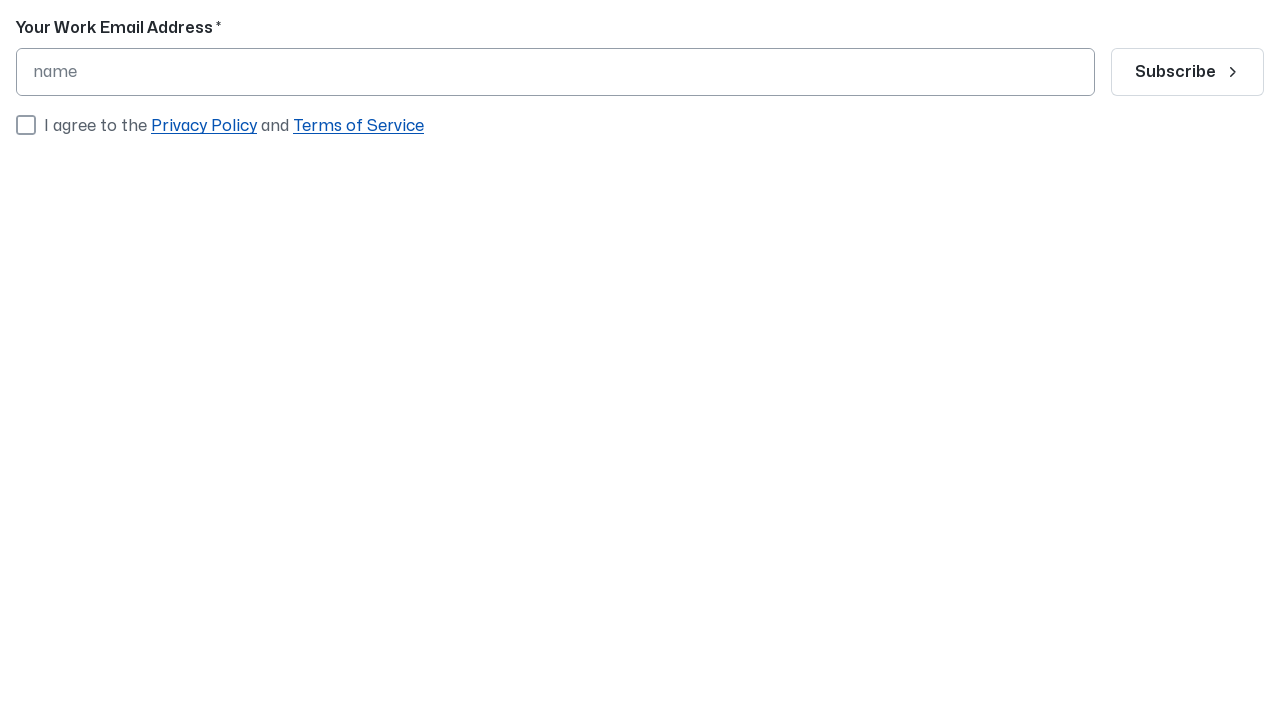 Your Work Email Address *
name
Subscribe
I agree to the Privacy Policy and Terms of Service